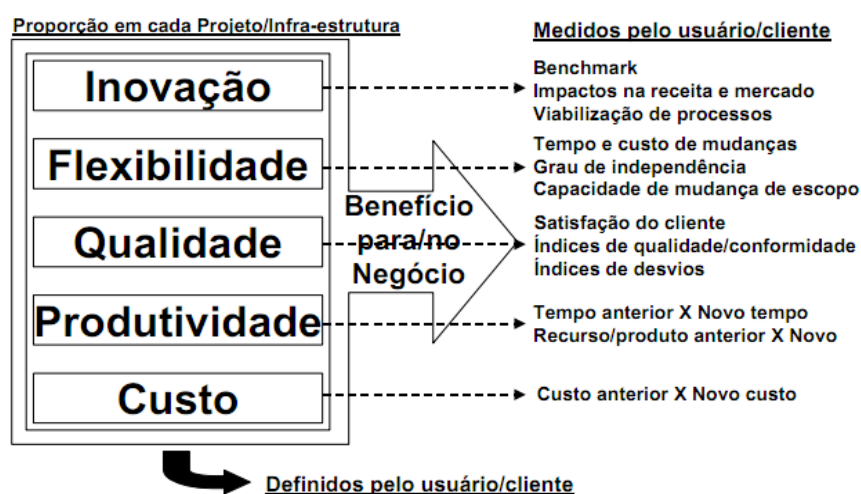 Proporção em cada Projeto/Infra-estrutura
Inovação
Flexibilidade
Qualidade
Produtividade
Custo
Benefício
para/no
Negócio
Medidos pelo usuário/cliente
Benchmark
Impactos na receita e mercado
Viabilização de processos
Tempo e custo de mudanças
Grau de independência
Capacidade de mudança de escopo
Satisfação do cliente
Índices de qualidade/conformidade
Índices de desvios
Tempo anterior X Novo tempo
Recurso/produto anterior X Novo
Custo anterior X Novo custo
Definidos pelo usuário/cliente